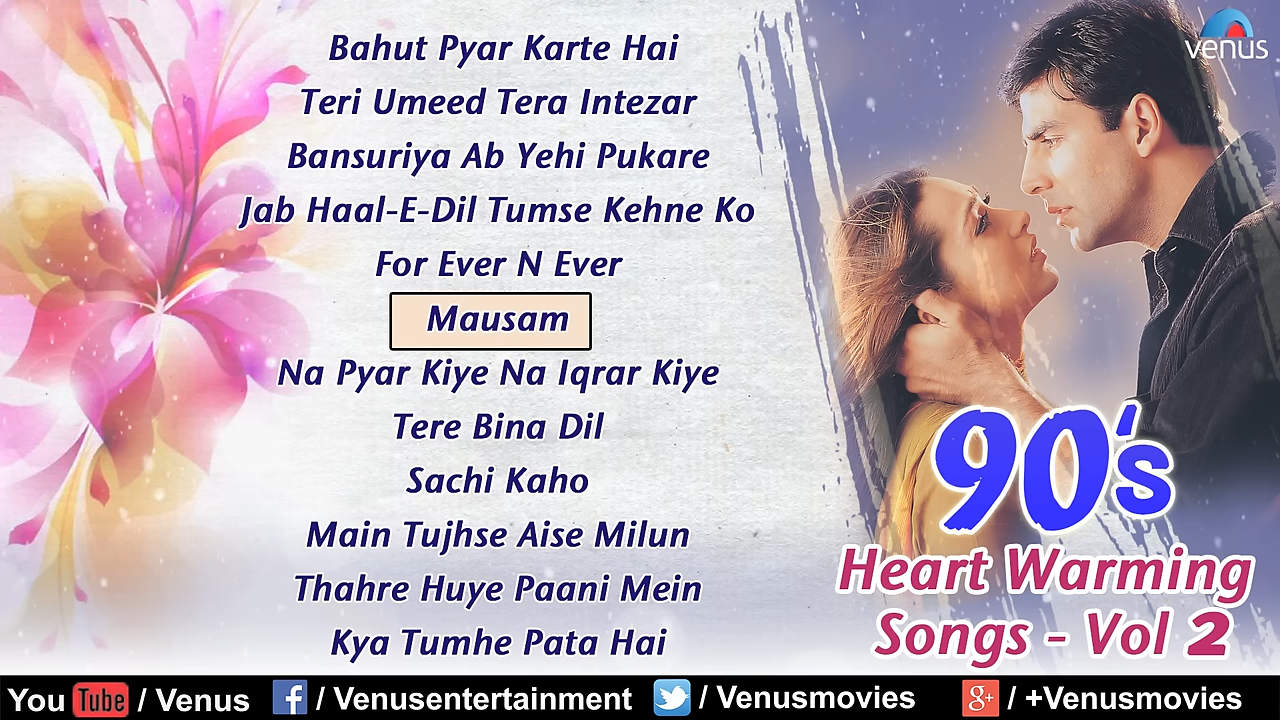 Bahut Pyar Karte Hai
Teri Umeed Tera Intezar
Bansuriya Ab Yehi Pukare
Jab Haal-E-Dil Tumse Kehne Ko
For Ever N Ever
Mausam
Na Pyar Kiye Na Iqrar Kiye
Tere Bina Dil
Sachi Kaho
Main Tujhse Aise Milun
Thahre Huye Paani Mein
Kya Tumhe Pata Hai
venus
90's
Heart Warming
Songs - Vol 2
You Tube / Venus f / Venusentertainment / Venusmovies g+ / +Venusmovies